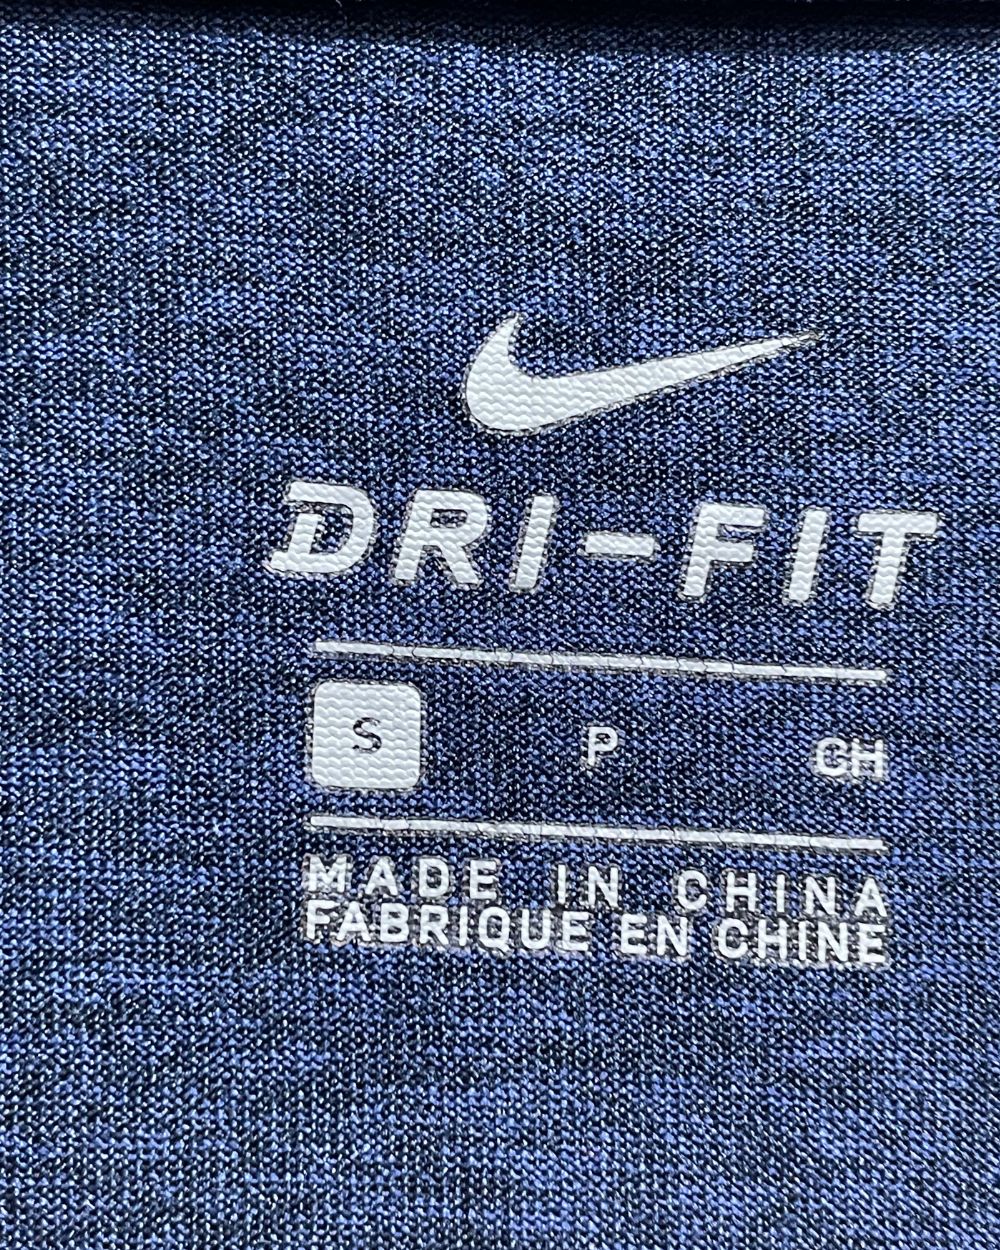 DRI-FIT
S P CH
MADE IN CHINA
FABRIQUE EN CHINE